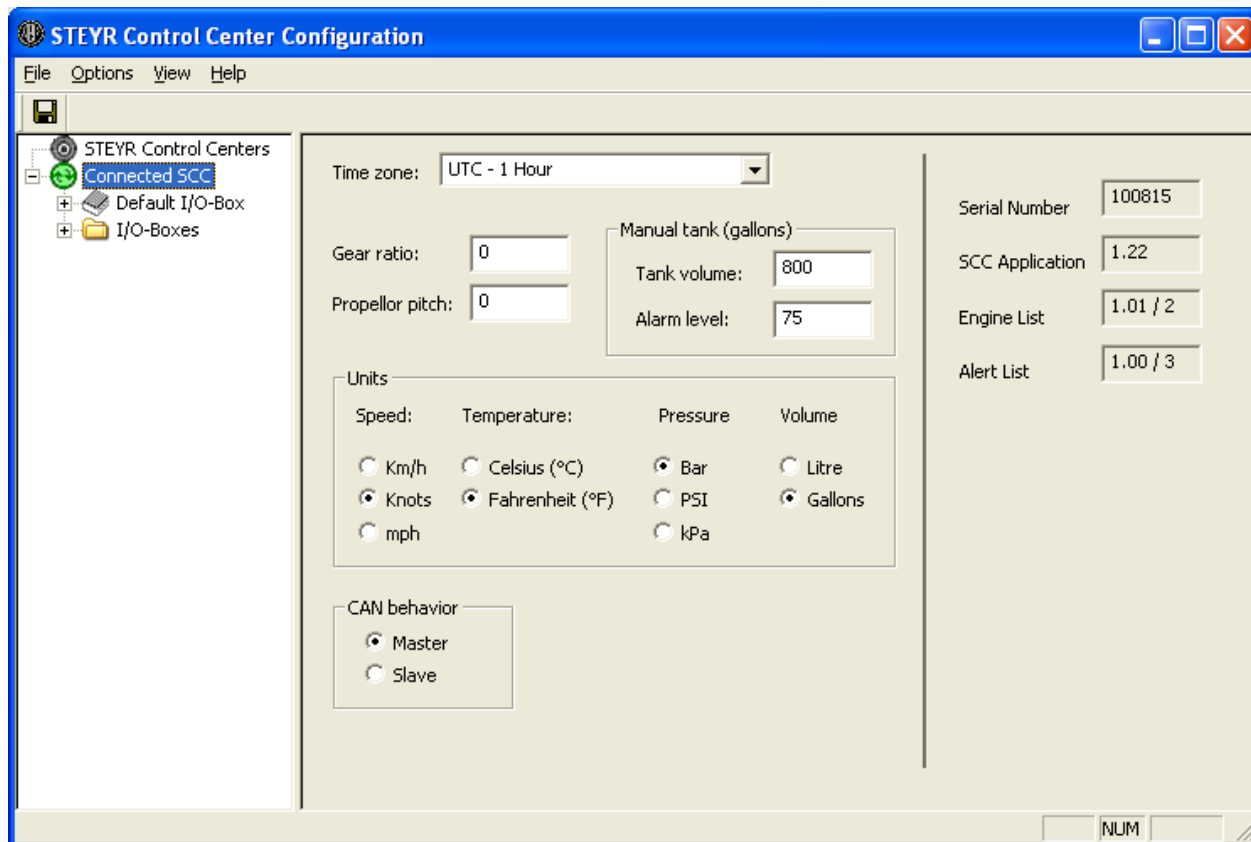 STEYR Control Center Configuration
File Options View Help
STEYR Control Centers
Connected SCC
Default I/O-Box
I/O-Boxes
Time zone: UTC - 1 Hour
Gear ratio: 0
Propellor pitch: 0
Manual tank (gallons)
Tank volume: 800
Alarm level: 75
Units
Speed: Temperature: Pressure Volume
Km/h Celsius (°C) Bar Litre
Knots Fahrenheit (°F) PSI Gallons
mph kPa
CAN behavior
Master
Slave
Serial Number 100815
SCC Application 1.22
Engine List 1.01 / 2
Alert List 1.00 / 3
NUM